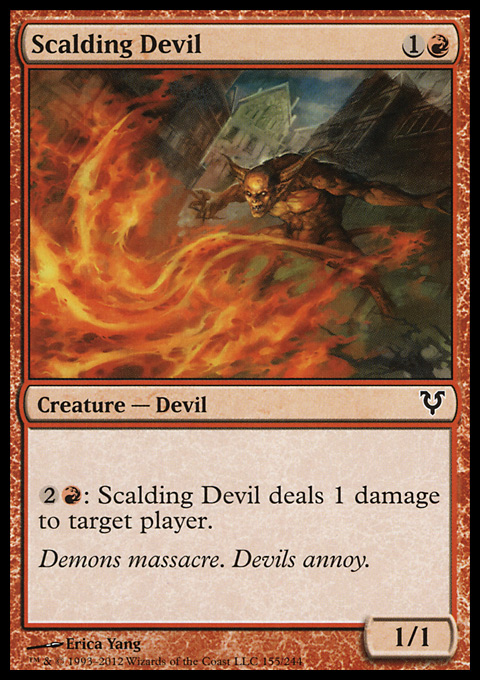 Scalding Devil 1
Creature — Devil
2 : Scalding Devil deals 1 damage
to target player.
Demons massacre. Devils annoy.
1/1
Erica Yang
™ & © 1993–2012 Wizards of the Coast LLC 155/244